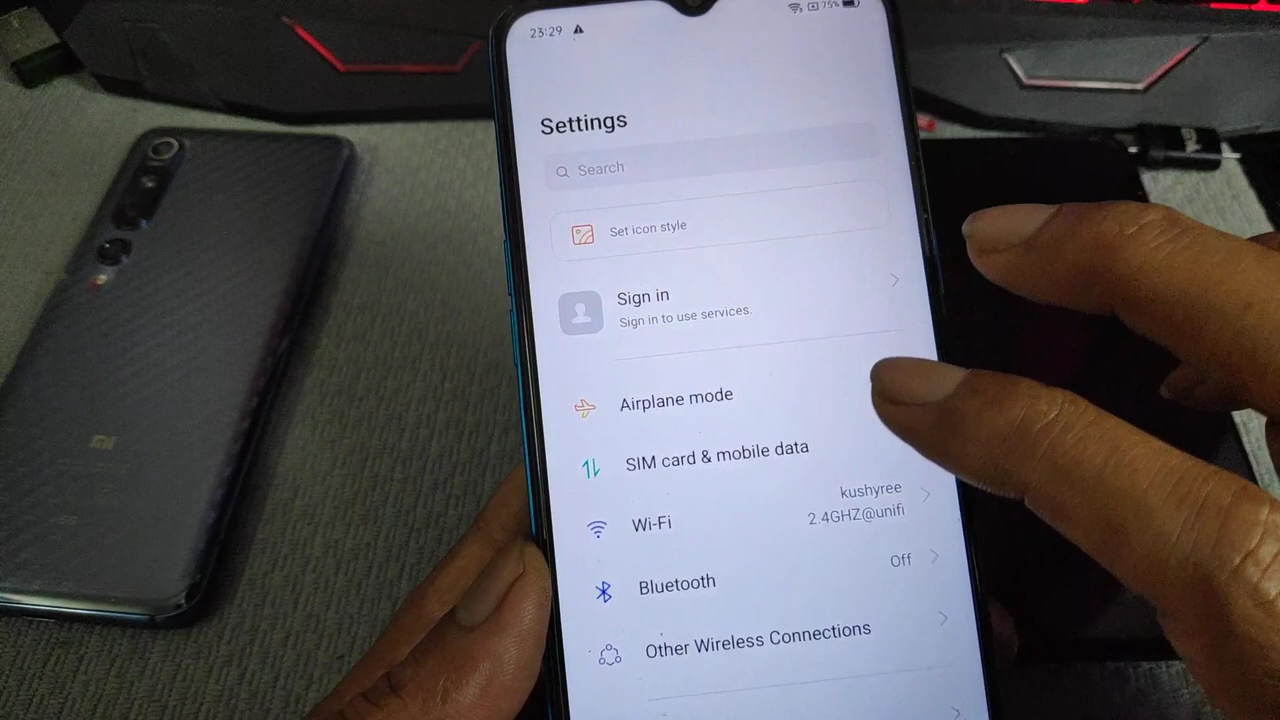 23:29
75%
Settings
Search
Set icon style
Sign in
Sign in to use services.
Airplane mode
SIM card & mobile data
Wi-Fi
kushyree
2.4GHZ@unifi
Bluetooth
Off
Other Wireless Connections
mi